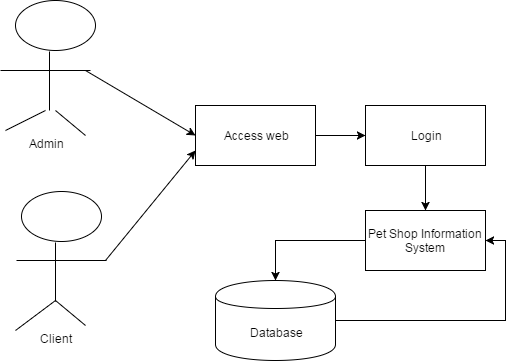 Admin
Access web
Login
Pet Shop Information
System
Client
Database